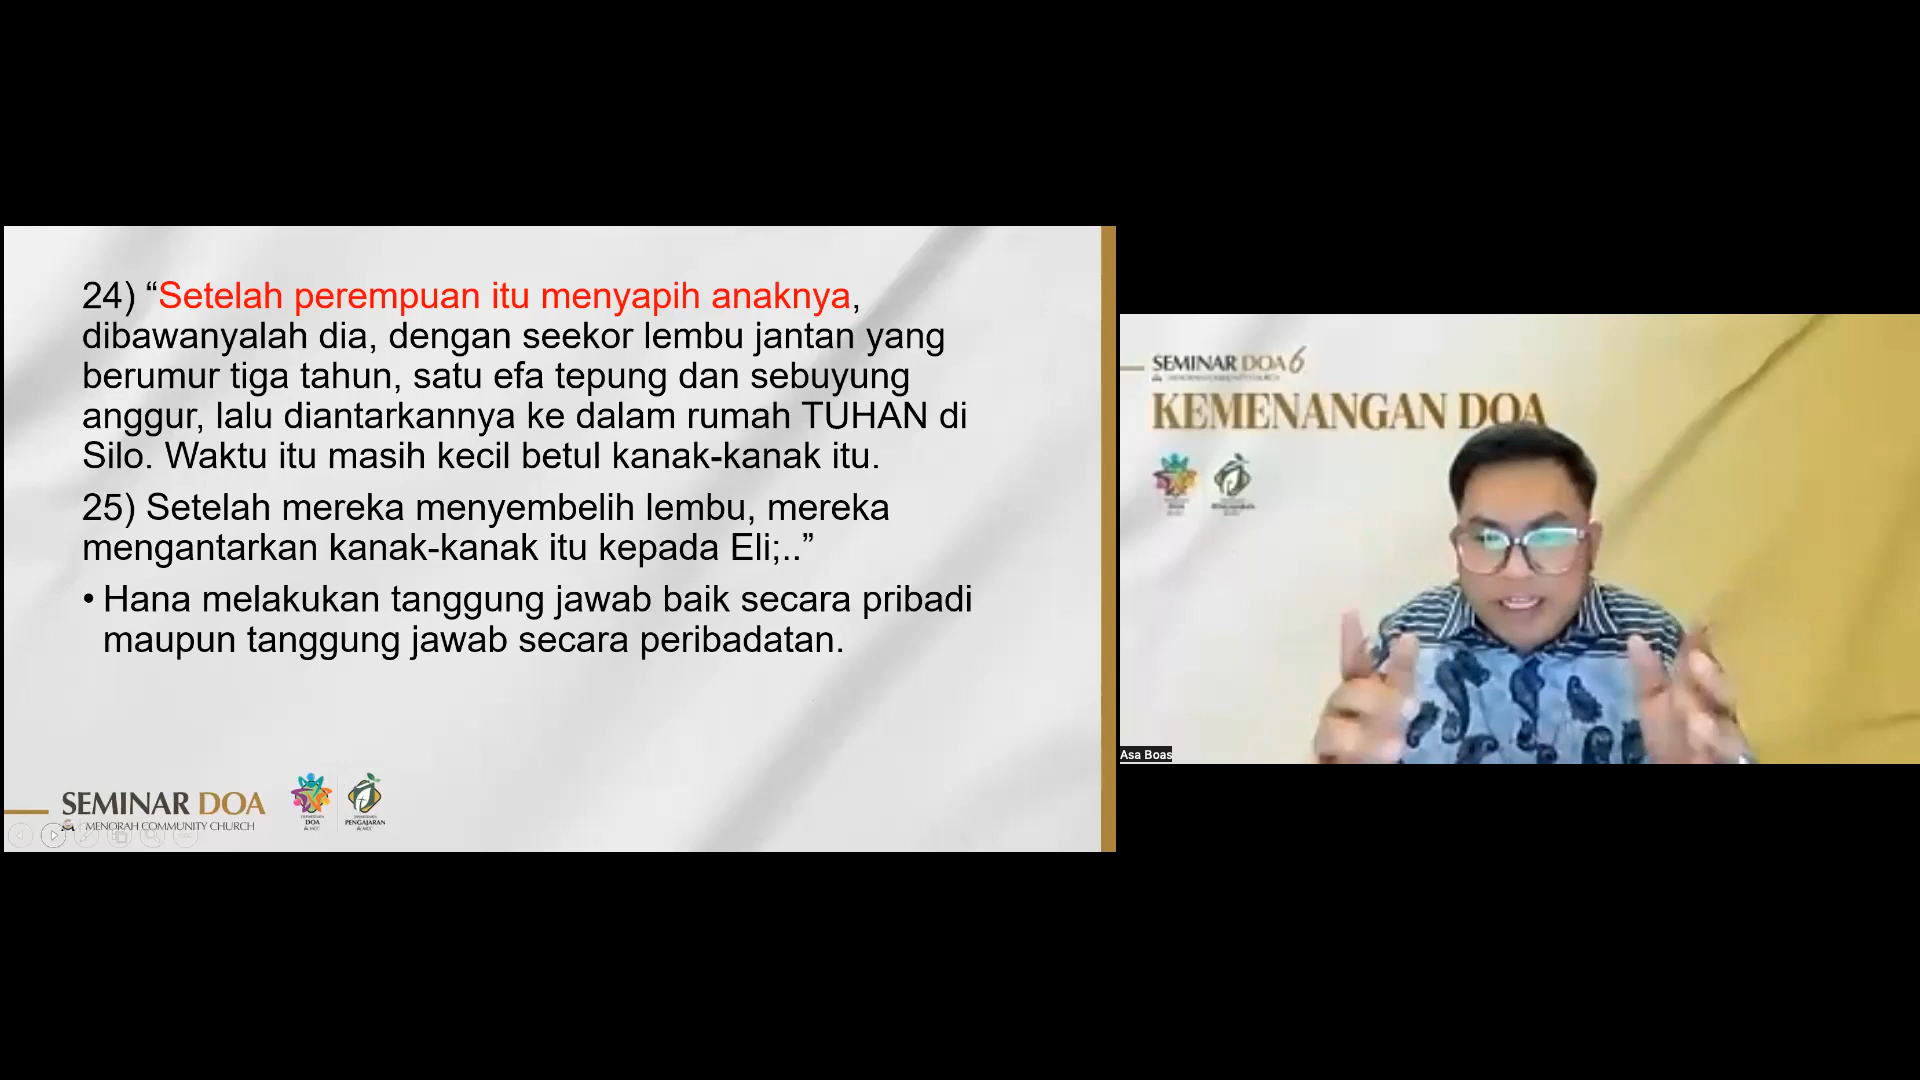 24) “Setelah perempuan itu menyapih anaknya,
dibawanyalah dia, dengan seekor lembu jantan yang
berumur tiga tahun, satu efa tepung dan sebuyung
anggur, lalu diantarkannya ke dalam rumah TUHAN di
Silo. Waktu itu masih kecil betul kanak-kanak itu.
25) Setelah mereka menyembelih lembu, mereka
mengantarkan kanak-kanak itu kepada Eli;..”
• Hana melakukan tanggung jawab baik secara pribadi
maupun tanggung jawab secara peribadatan.
SEMINAR DOA
MENORAH COMMUNITY CHURCH
DOA
PENGAJARAN
SEMINAR DOA 6
MENORAH COMMUNITY CHURCH
KEMENANGAN DOA
Asa Boas